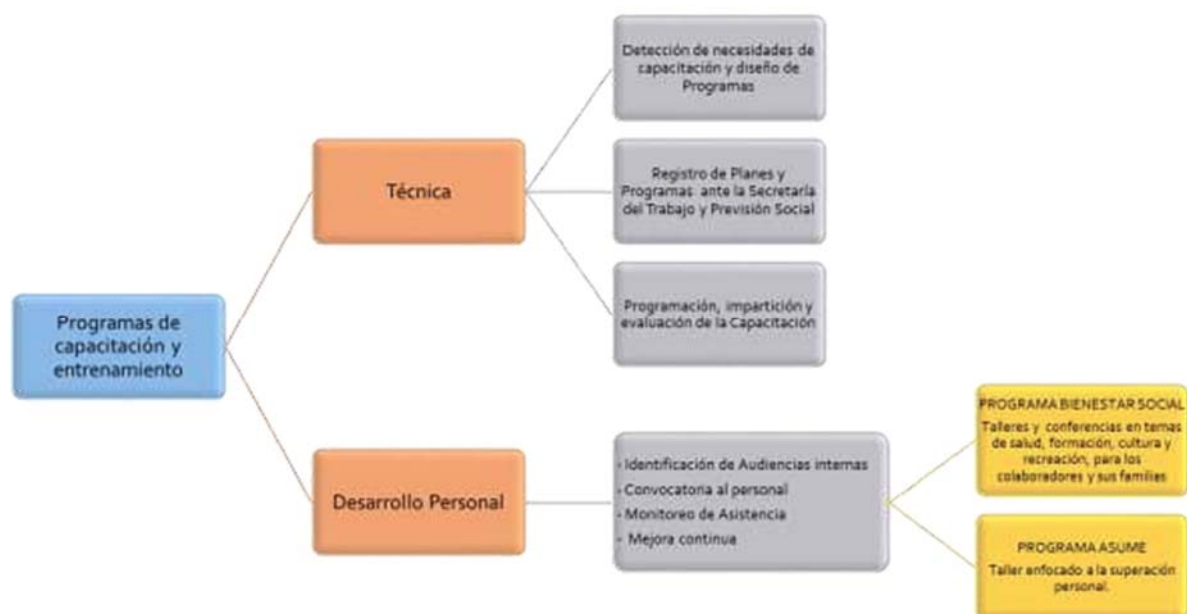 Programas de
capacitación y
entrenamiento
Técnica
Detección de necesidades de
capacitación y diseño de
Programas
Registro de Planes y
Programas ante la Secretaría
del Trabajo y Previsión Social
Programación, impartición y
evaluación de la Capacitación
Desarrollo Personal
- Identificación de Audiencias internas
- Convocatoria al personal
- Monitoreo de Asistencia
- Mejora continua
PROGRAMA BIENESTAR SOCIAL
Talleres y conferencias en temas
de salud, formación, cultura y
recreación, para los
colaboradores y sus familias
PROGRAMA ASUME
Taller enfocado a la superación
personal.